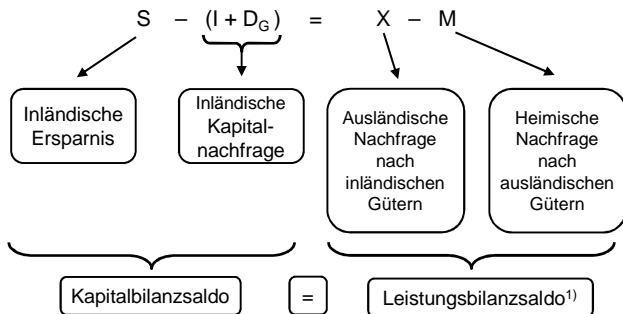 S – (I + D_G) = X – M
Inländische
Ersparnis
Inländische
Kapital-
nachfrage
Ausländische
Nachfrage
nach
inländischen
Gütern
Heimische
Nachfrage
nach
ausländischen
Gütern
Kapitalbilanzsaldo = Leistungsbilanzsaldo¹⁾